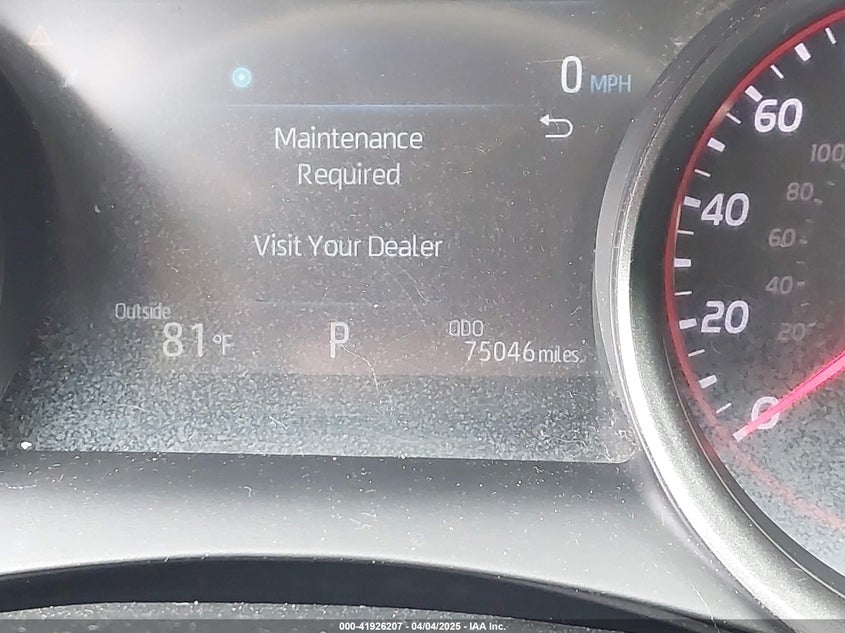 0 MPH
Maintenance
Required
Visit Your Dealer
Outside
81°F
P
ODO
75046 miles
60
40
20
0
100
80
60
40
20
000-41926207 - 04/04/2025 - IAA Inc.